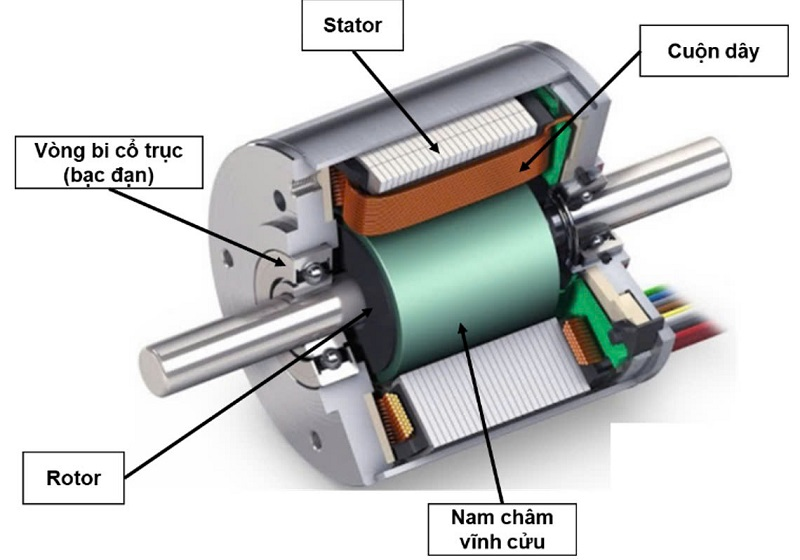 Stator
Cuộn dây
Vòng bi cổ trục
(bạc đạn)
Rotor
Nam châm
vĩnh cửu